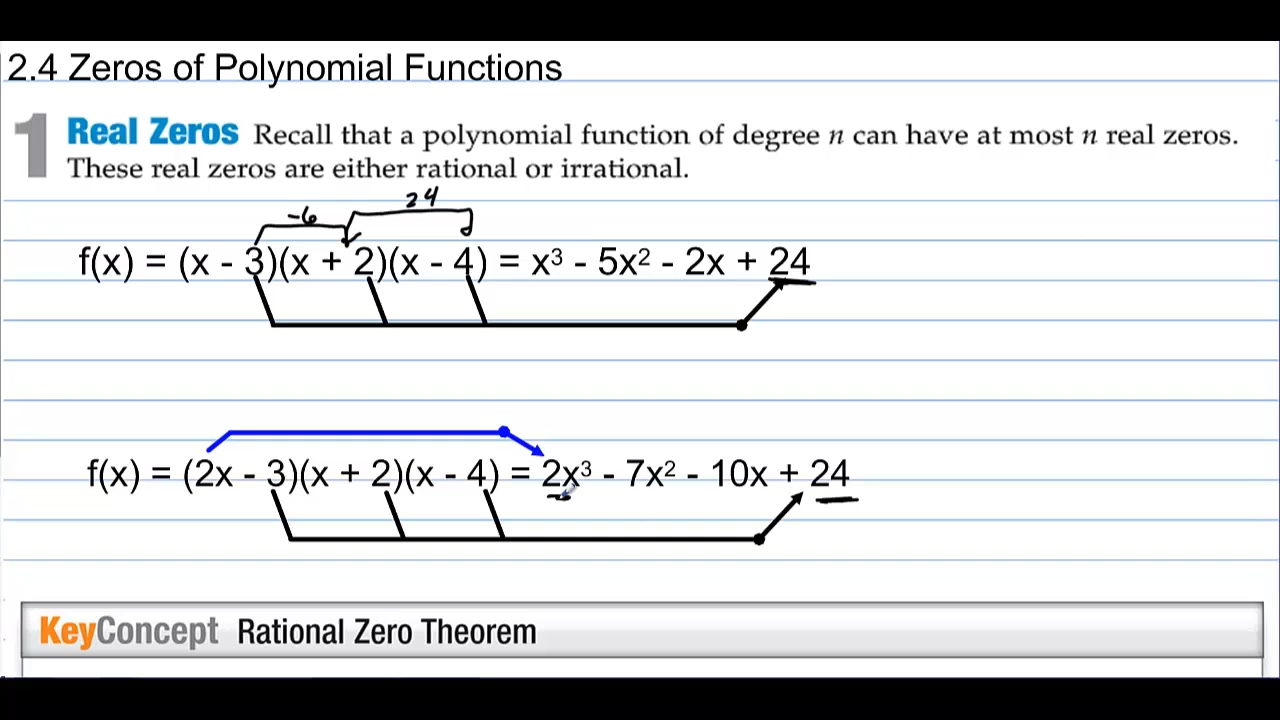 2.4 Zeros of Polynomial Functions
1 Real Zeros Recall that a polynomial function of degree n can have at most n real zeros.
These real zeros are either rational or irrational.
-6 24
f(x) = (x - 3)(x + 2)(x - 4) = x³ - 5x² - 2x + 24
f(x) = (2x - 3)(x + 2)(x - 4) = 2x³ - 7x² - 10x + 24
KeyConcept Rational Zero Theorem